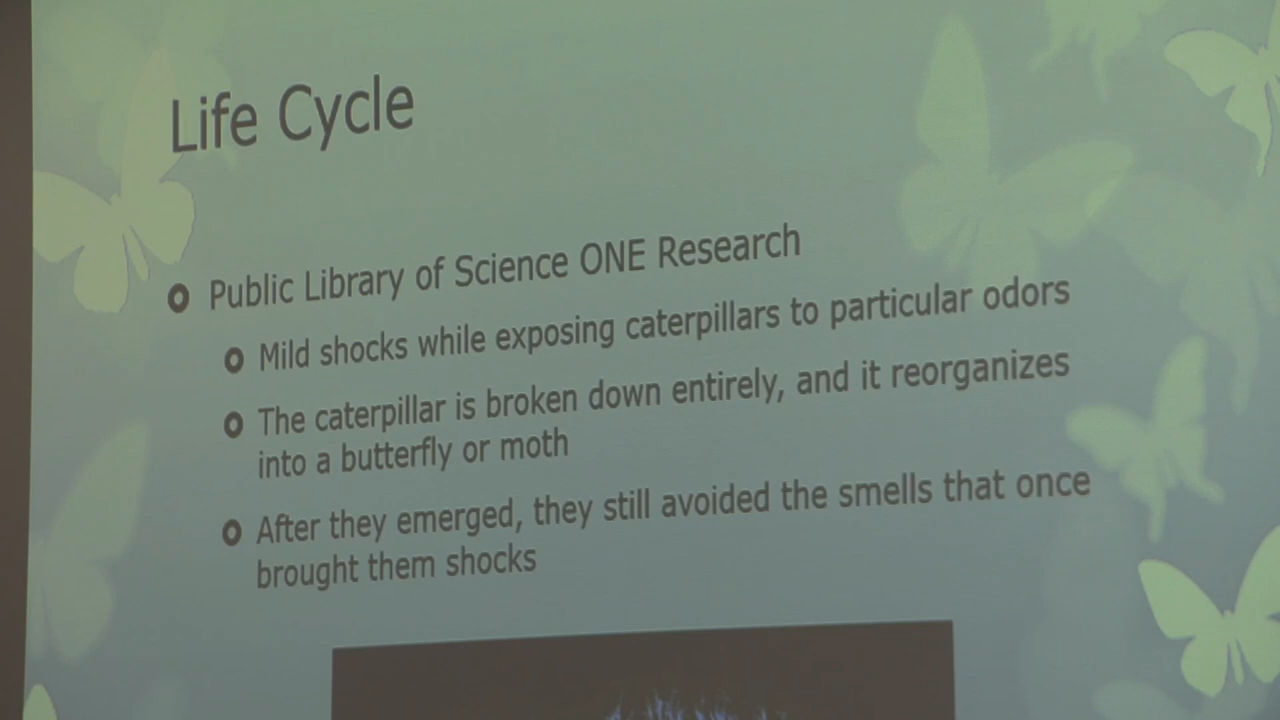 Life Cycle
Public Library of Science ONE Research
Mild shocks while exposing caterpillars to particular odors
The caterpillar is broken down entirely, and it reorganizes
into a butterfly or moth
After they emerged, they still avoided the smells that once
brought them shocks